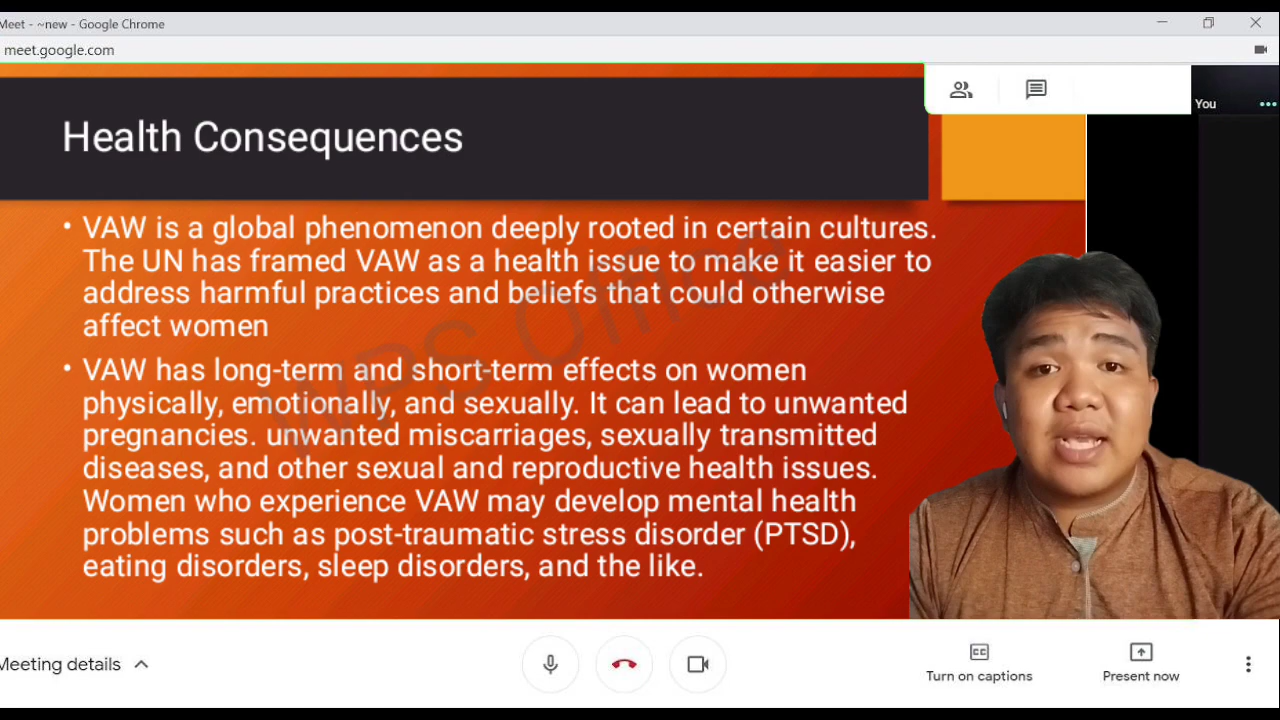 Meet - ~new - Google Chrome
meet.google.com
You
Health Consequences
• VAW is a global phenomenon deeply rooted in certain cultures.
The UN has framed VAW as a health issue to make it easier to
address harmful practices and beliefs that could otherwise
affect women
• VAW has long-term and short-term effects on women
physically, emotionally, and sexually. It can lead to unwanted
pregnancies. unwanted miscarriages, sexually transmitted
diseases, and other sexual and reproductive health issues.
Women who experience VAW may develop mental health
problems such as post-traumatic stress disorder (PTSD),
eating disorders, sleep disorders, and the like.
WPS Office
Meeting details
CC
Turn on captions
Present now